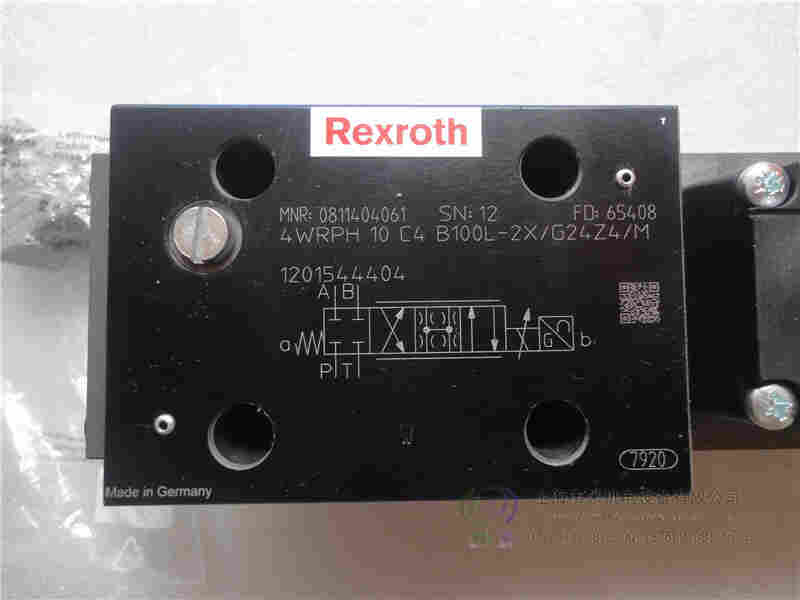 Rexroth
T
MNR: 0811404061 SN: 12 FD: 65408
4WRPH 10 C4 B100L-2X/G24Z4/M
1201544404
A B
a G b
P T
7920
Made in Germany